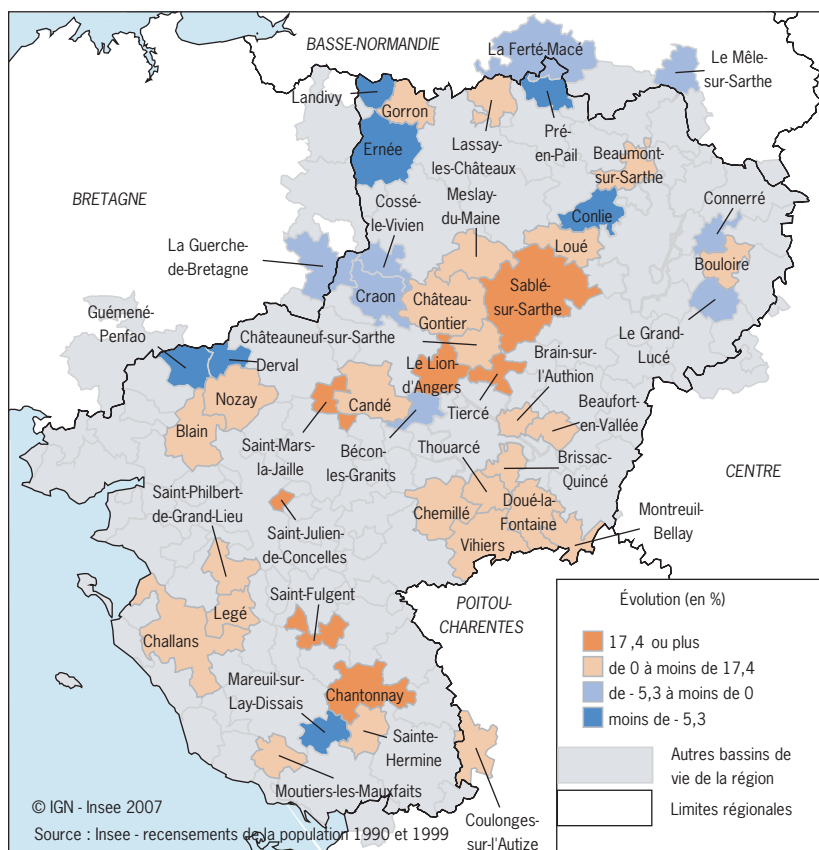 BASSE-NORMANDIE
La Ferté-Macé
Le Mêle-
sur-Sarthe
Landivy
Gorron
Lassay-
les-Châteaux
Pré-
en-Pail
Ernée
Beaumont-
sur-Sarthe
BRETAGNE
Cossé-
le-Vivien
Meslay-
du-Maine
Conlie
Connerré
La Guerche-
de-Bretagne
Loué
Bouloire
Craon
Château-
Gontier
Sablé-
sur-Sarthe
Guémené-
Penfao
Châteauneuf-sur-Sarthe
Le Grand-
Lucé
Derval
Le Lion-
d'Angers
Brain-sur-
l'Authion
Nozay
Candé
Tiercé
Beaufort-
en-Vallée
Blain
Saint-Mars-
la-Jaille
Bécon-
les-Granits
Thouarcé
Brissac-
Quincé
CENTRE
Saint-Philbert-
de-Grand-Lieu
Chemillé
Doué-la-
Fontaine
Montreuil-
Bellay
Saint-Julien-
de-Concelles
Vihiers
Saint-Fulgent
POITOU-
CHARENTES
Legé
Challans
Mareuil-sur-
Lay-Dissais
Chantonnay
Sainte-
Hermine
Moutiers-les-Mauxfaits
Coulonges-
sur-l'Autize
Évolution (en %)
17,4 ou plus
de 0 à moins de 17,4
de - 5,3 à moins de 0
moins de - 5,3
Autres bassins de
vie de la région
Limites régionales
© IGN - Insee 2007
Source : Insee - recensements de la population 1990 et 1999